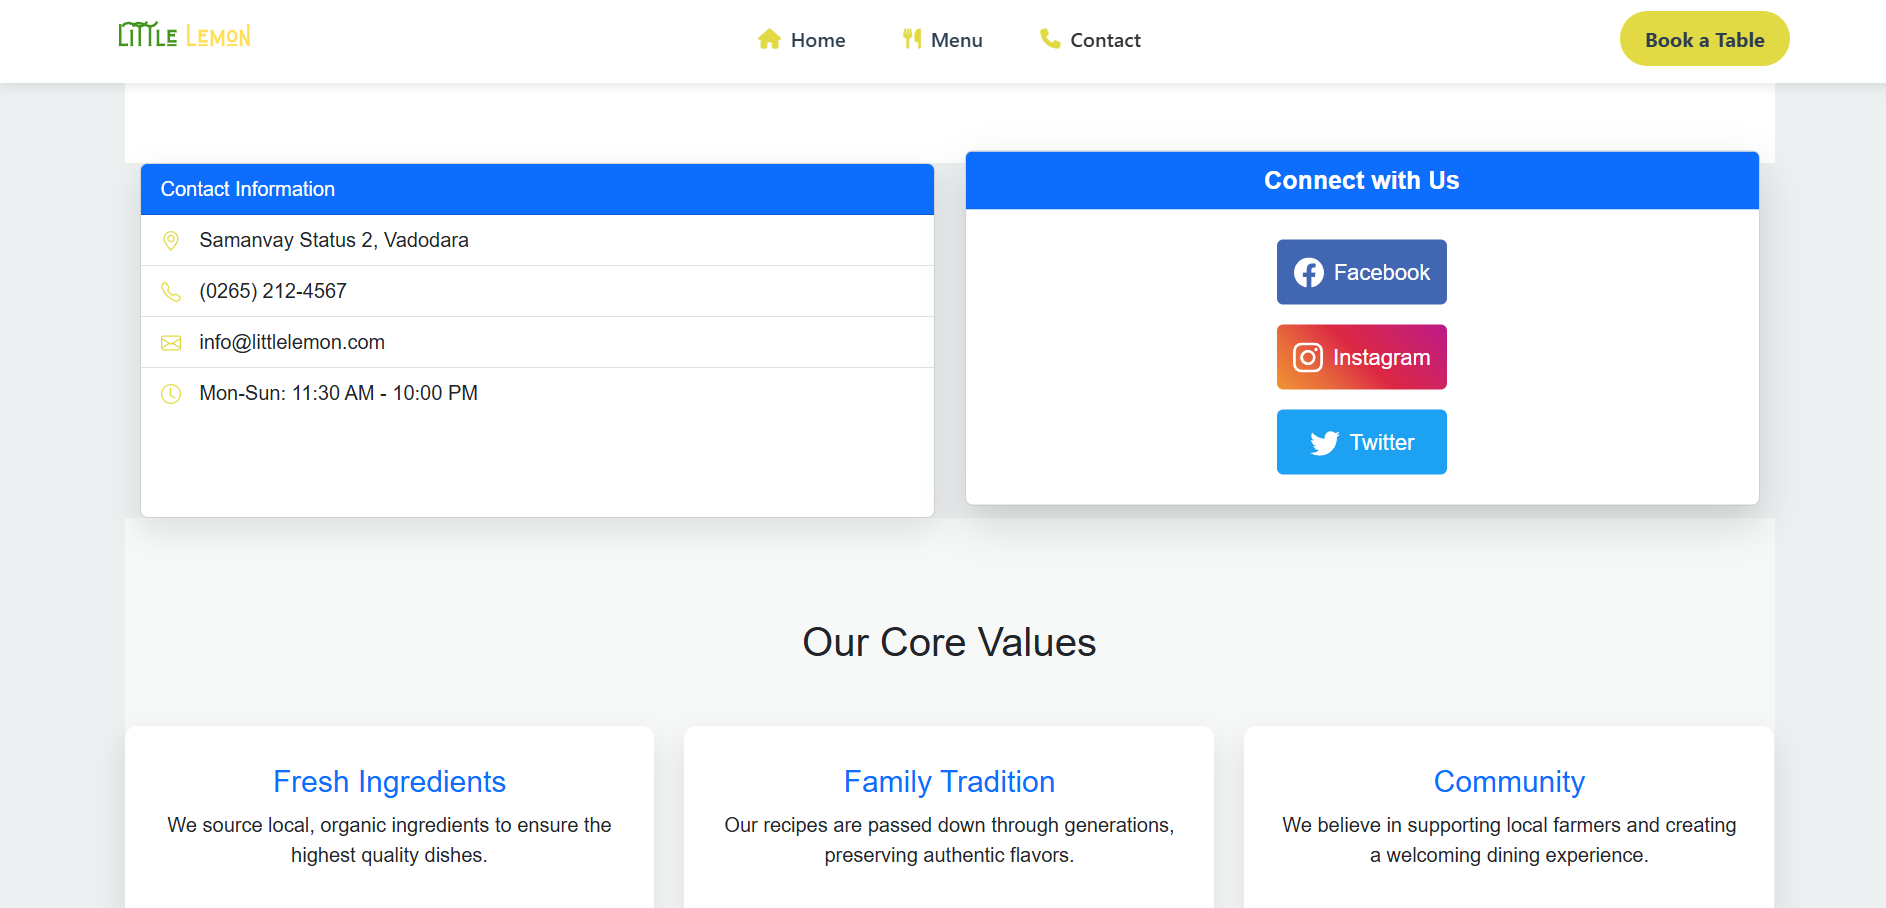 LITTLE LEMON
Home
Menu
Contact
Book a Table
Contact Information
Samanvay Status 2, Vadodara
(0265) 212-4567
info@littlelemon.com
Mon-Sun: 11:30 AM - 10:00 PM
Connect with Us
Facebook
Instagram
Twitter
Our Core Values
Fresh Ingredients
We source local, organic ingredients to ensure the
highest quality dishes.
Family Tradition
Our recipes are passed down through generations,
preserving authentic flavors.
Community
We believe in supporting local farmers and creating
a welcoming dining experience.